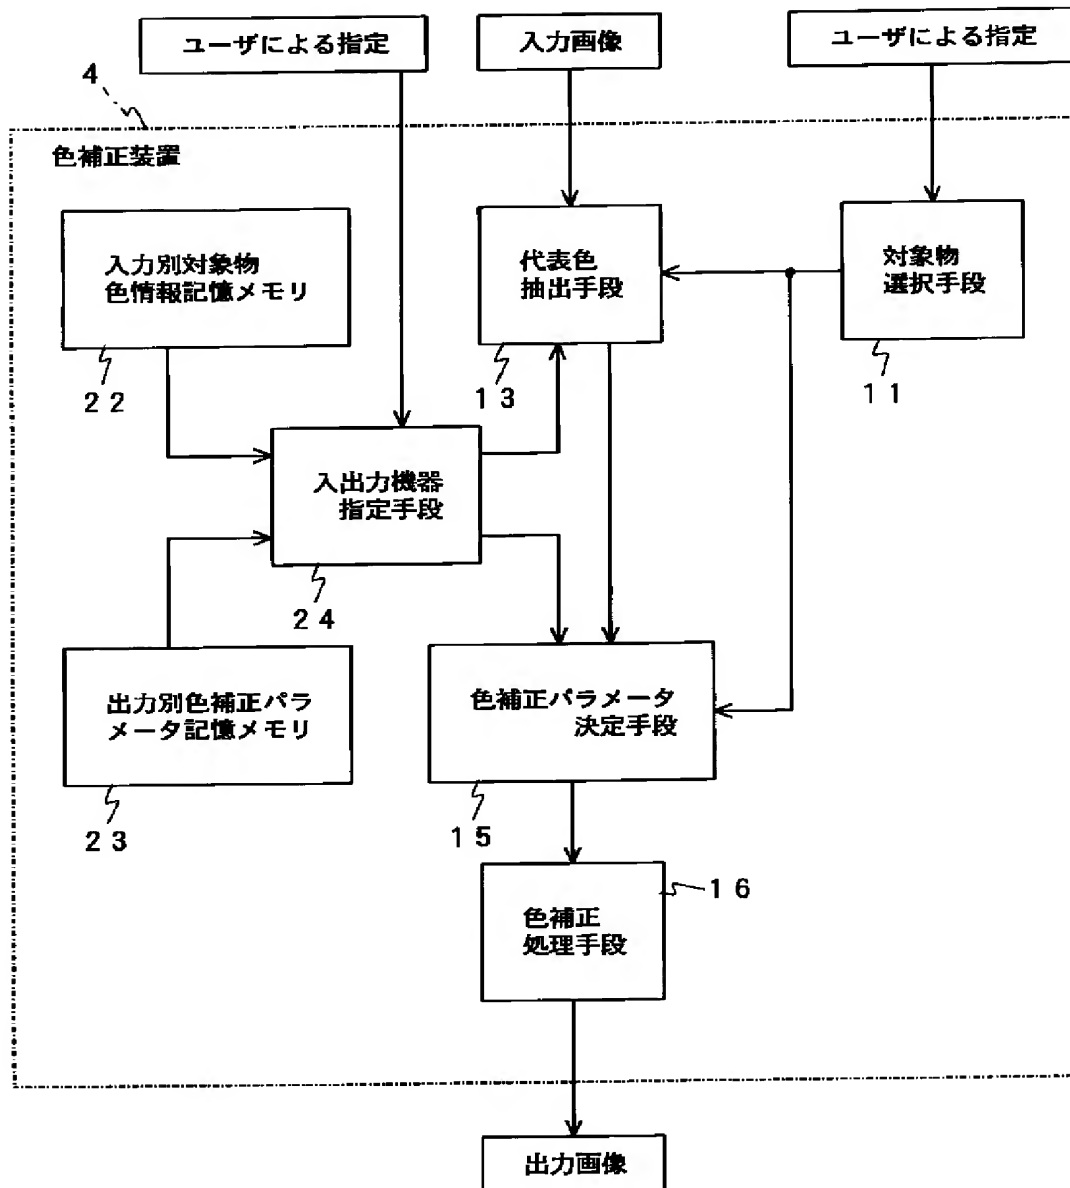 ユーザによる指定
入力画像
ユーザによる指定
4
色補正装置
入力別対象物
色情報記憶メモリ
22
代表色
抽出手段
13
対象物
選択手段
11
入出力機器
指定手段
24
出力別色補正パラ
メータ記憶メモリ
23
色補正パラメータ
決定手段
15
色補正
処理手段
16
出力画像